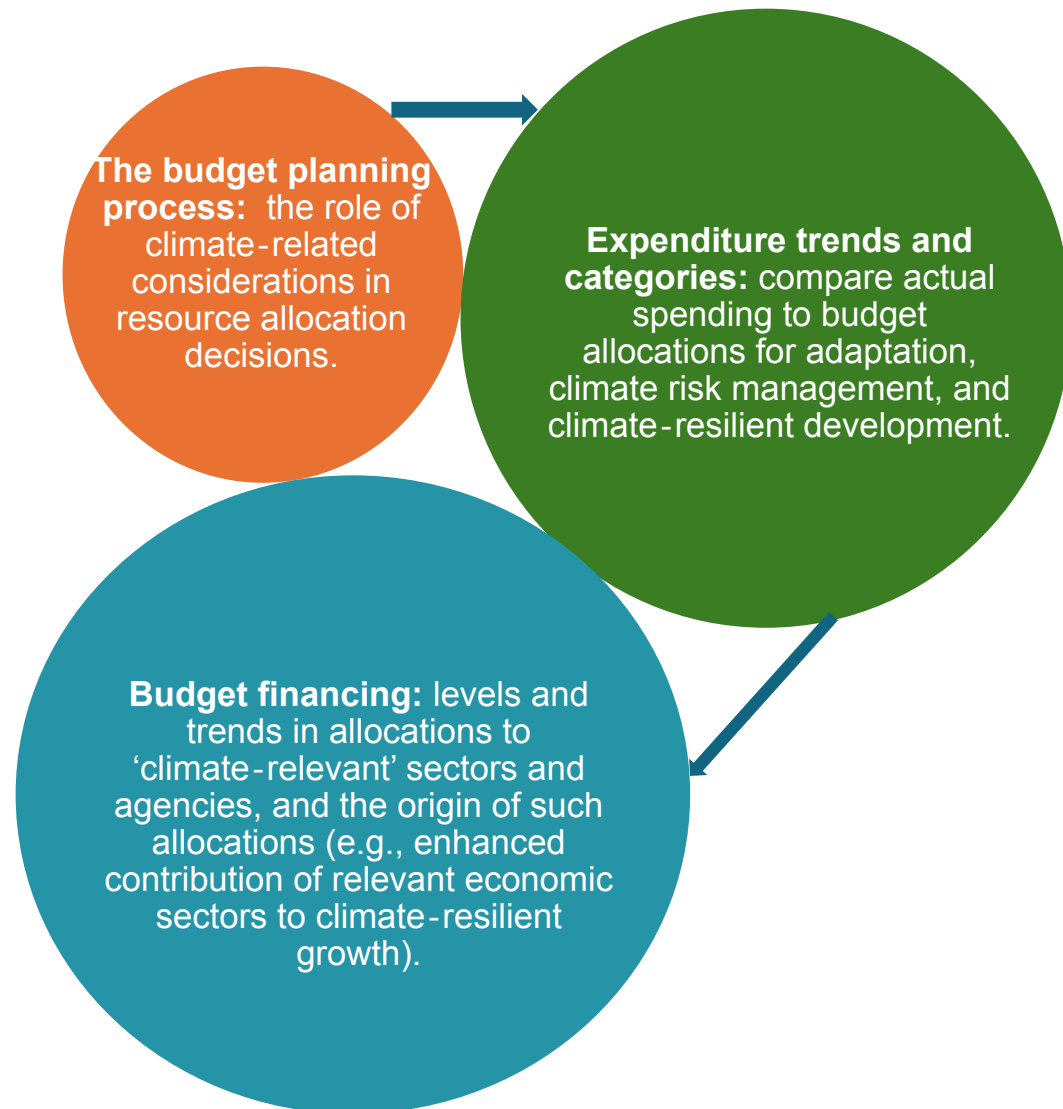 The budget planning
process:  the role of
climate-related
considerations in
resource allocation
decisions.
Expenditure trends and
categories: compare actual
spending to budget
allocations for adaptation,
climate risk management, and
climate-resilient development.
Budget financing: levels and
trends in allocations to
‘climate-relevant’ sectors and
agencies, and the origin of such
allocations (e.g., enhanced
contribution of relevant economic
sectors to climate-resilient
growth).